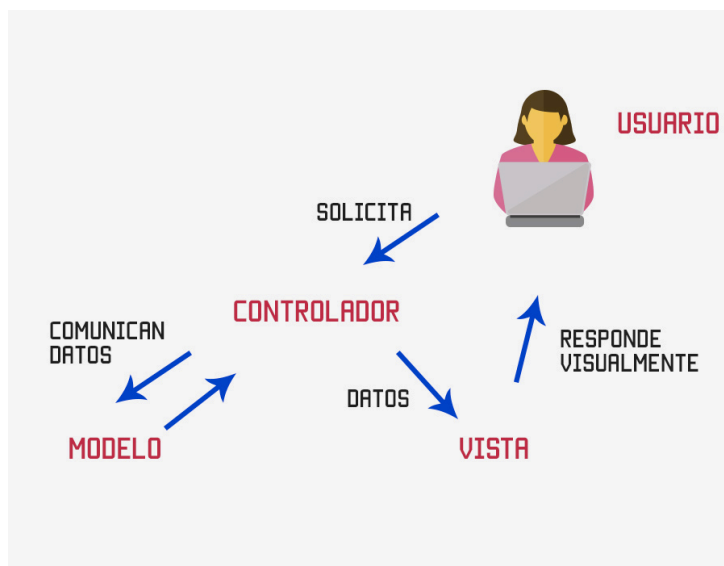 USUARIO
SOLICITA
CONTROLADOR
COMUNICAN
DATOS
RESPONDE
VISUALMENTE
DATOS
MODELO
VISTA